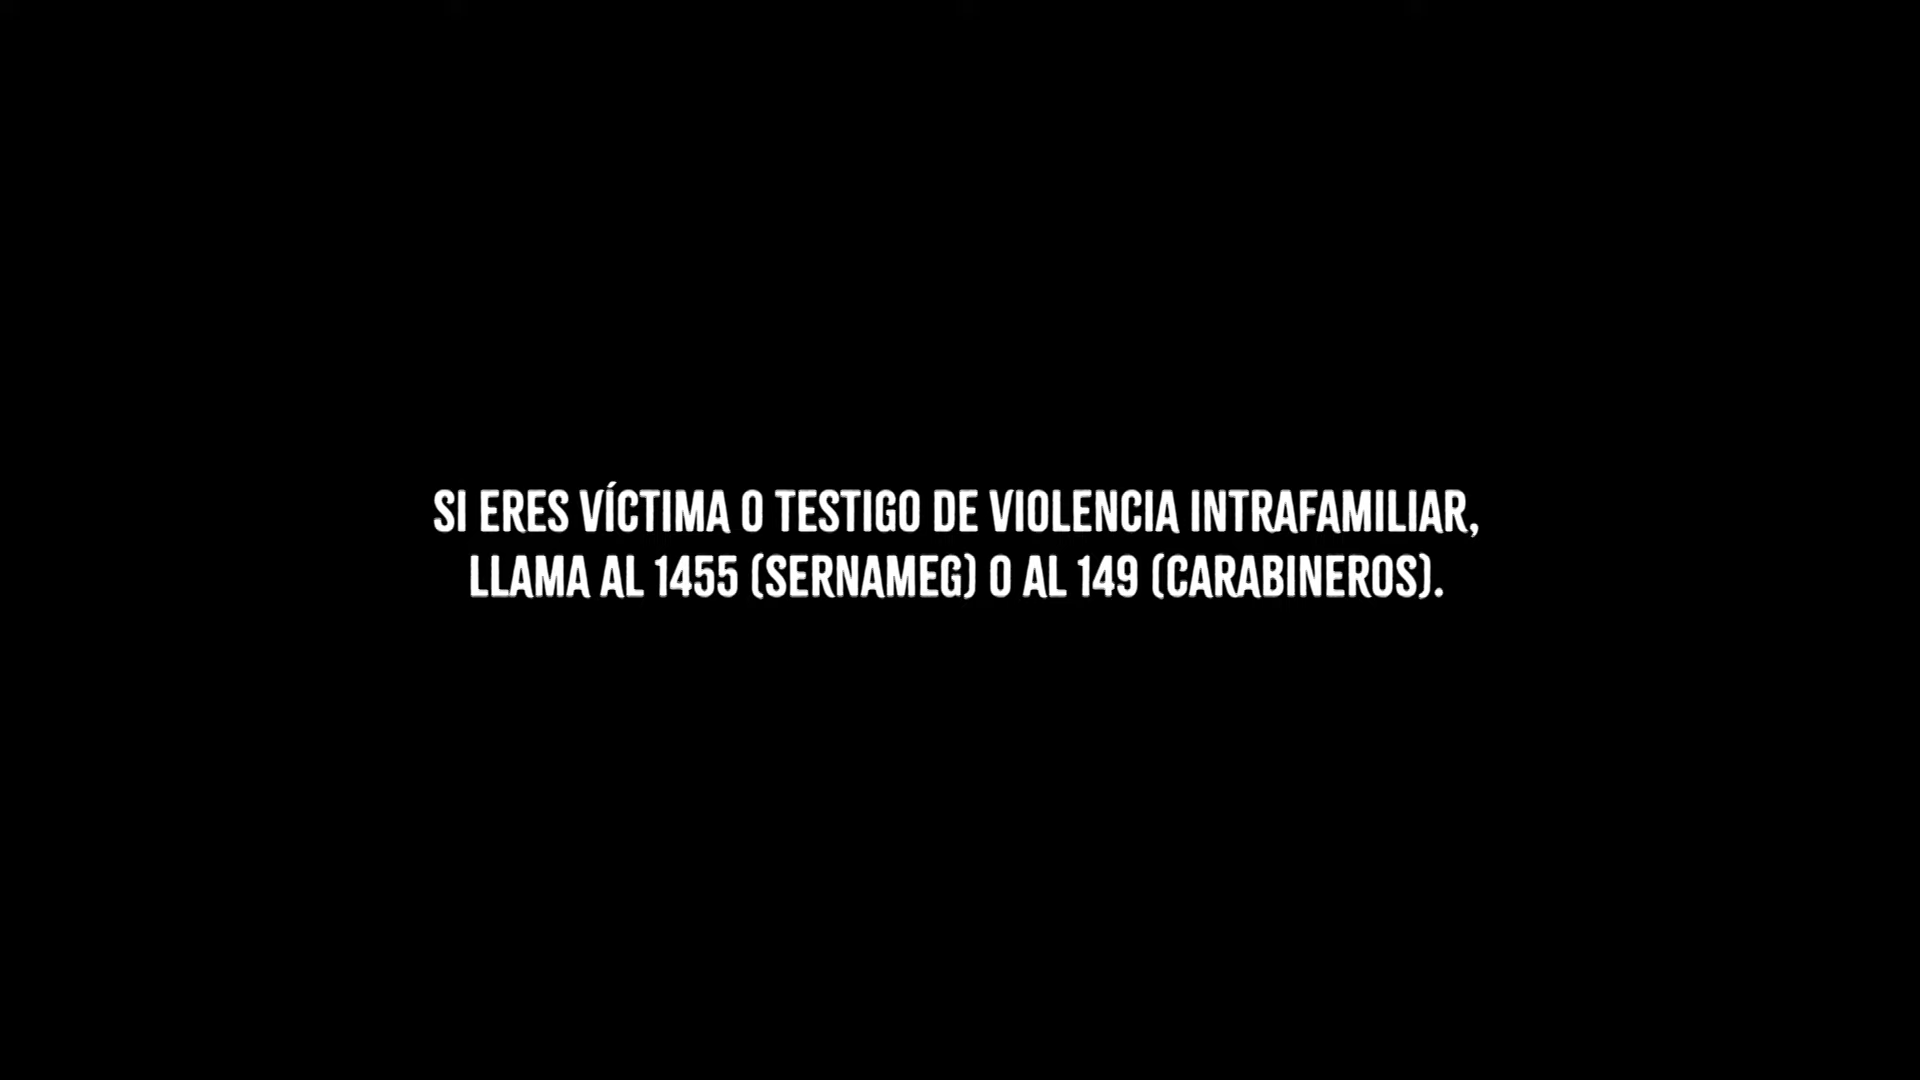 SI ERES VÍCTIMA O TESTIGO DE VIOLENCIA INTRAFAMILIAR,
LLAMA AL 1455 (SERNAMEG) O AL 149 (CARABINEROS).